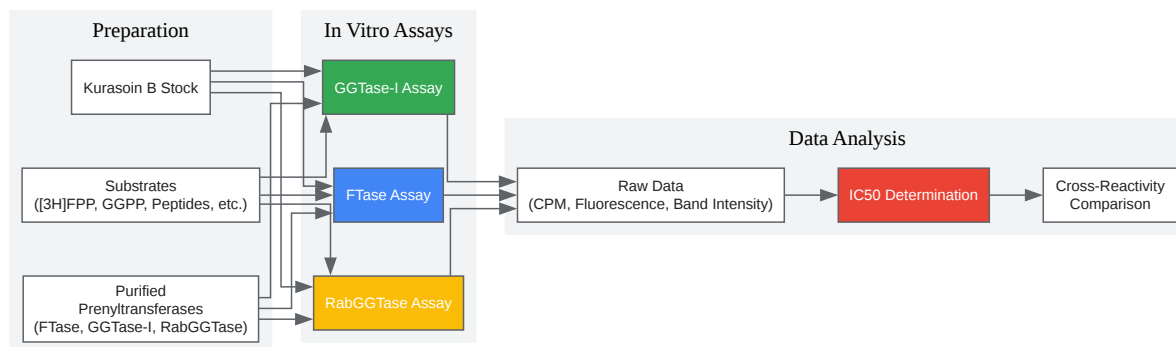 Preparation
Kurasoin B Stock
Substrates
([3H]FPP, GGPP, Peptides, etc.)
Purified
Prenyltransferases
(FTase, GGTase-I, RabGGTase)
In Vitro Assays
GGTase-I Assay
FTase Assay
RabGGTase Assay
Data Analysis
Raw Data
(CPM, Fluorescence, Band Intensity)
IC50 Determination
Cross-Reactivity
Comparison